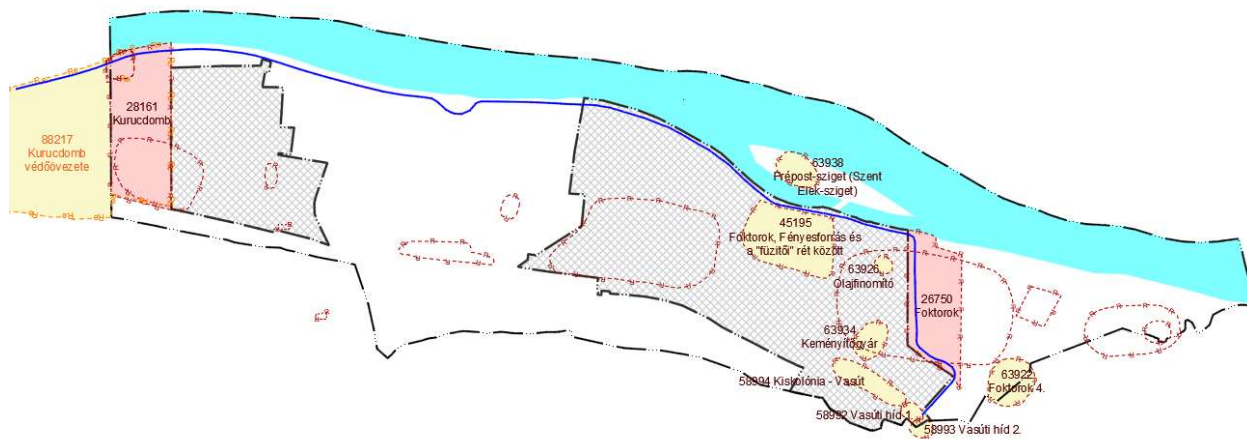 28161
Kurucdomb
88217
Kurucdomb
védőövezete
63938
Prépost-sziget (Szent
Elek-sziget)
45195
Foktorok, Fényesforrás és
a "füzitői" rét között
63926
Olajfinomító
26750
Foktorok
63934
Keményítőgyár
58994 Kiskolónia - Vasút
63922
Foktorok 4.
58992 Vasúti híd 1.
58993 Vasúti híd 2.